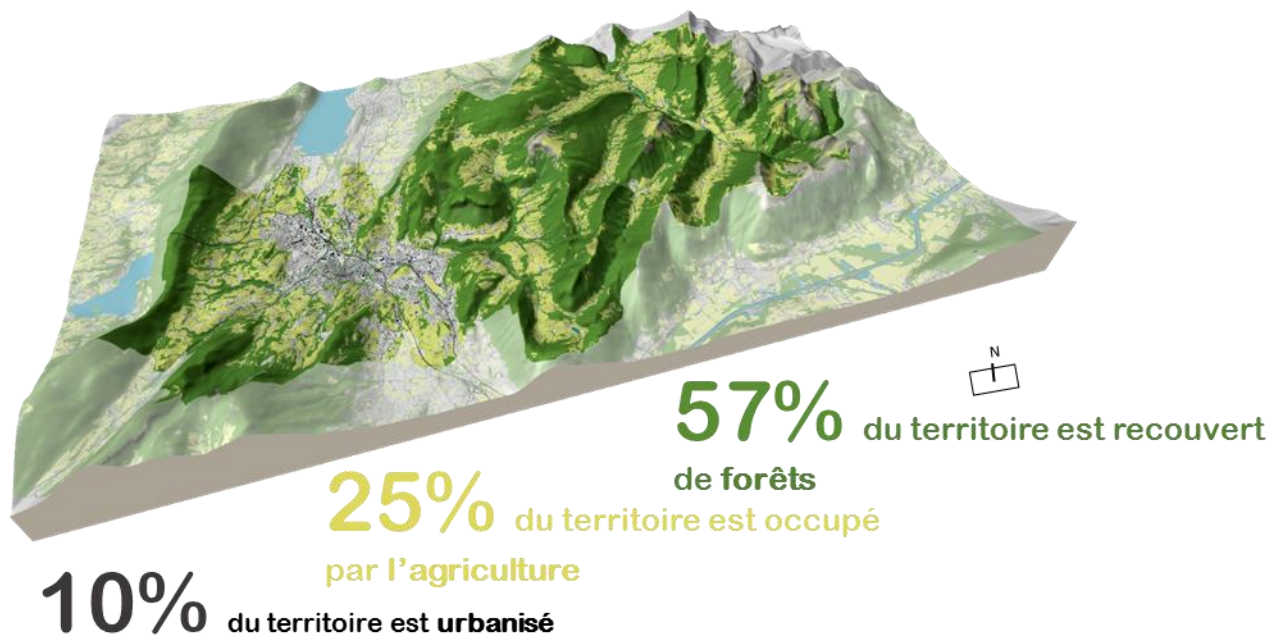 N
57% du territoire est recouvert
de forêts
25% du territoire est occupé
par l’agriculture
10% du territoire est urbanisé